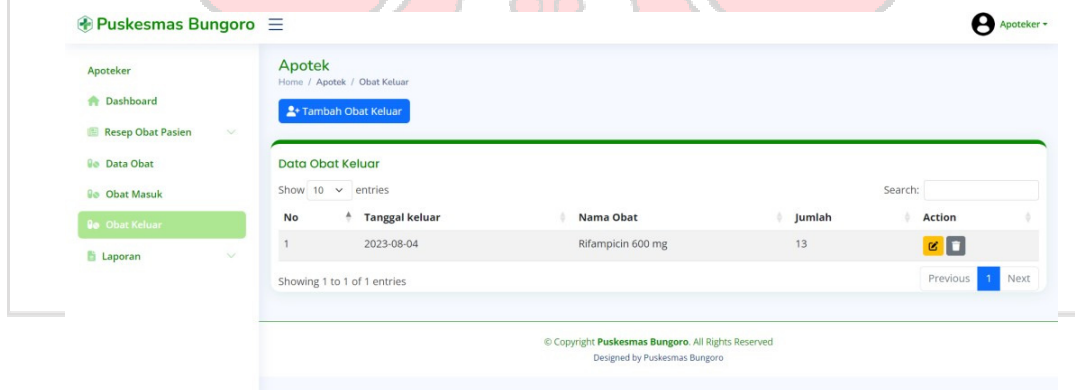 Puskesmas Bungoro
Apoteker
Apoteker
Dashboard
Resep Obat Pasien
Data Obat
Obat Masuk
Obat Keluar
Laporan
Apotek
Home / Apotek / Obat Keluar
Tambah Obat Keluar
Data Obat Keluar
Show 10 entries
Search:
No Tanggal keluar Nama Obat Jumlah Action
1 2023-08-04 Rifampicin 600 mg 13
Showing 1 to 1 of 1 entries
Previous 1 Next
© Copyright Puskesmas Bungoro. All Rights Reserved
Designed by Puskesmas Bungoro